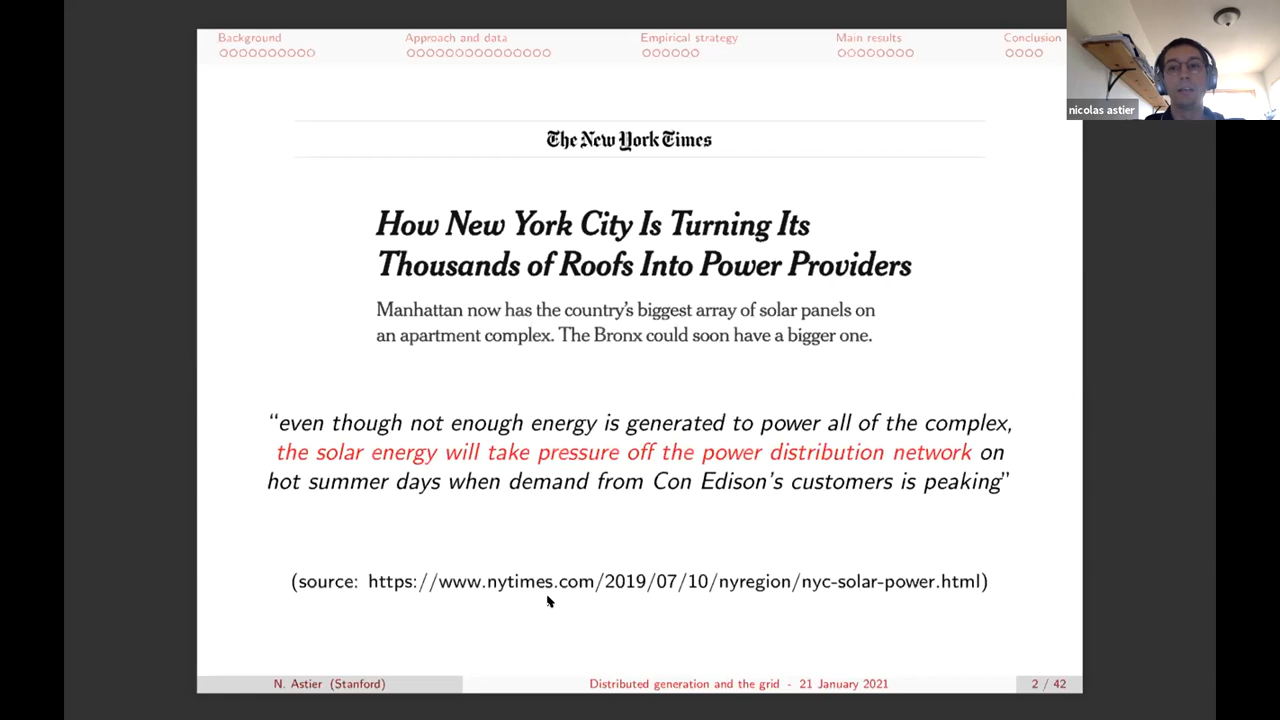 Background
Approach and data
Empirical strategy
Main results
Conclusion
nicolas astier
The New York Times
How New York City Is Turning Its
Thousands of Roofs Into Power Providers
Manhattan now has the country's biggest array of solar panels on
an apartment complex. The Bronx could soon have a bigger one.
“even though not enough energy is generated to power all of the complex,
the solar energy will take pressure off the power distribution network on
hot summer days when demand from Con Edison's customers is peaking”
(source: https://www.nytimes.com/2019/07/10/nyregion/nyc-solar-power.html)
N. Astier (Stanford)
Distributed generation and the grid - 21 January 2021
2 / 42